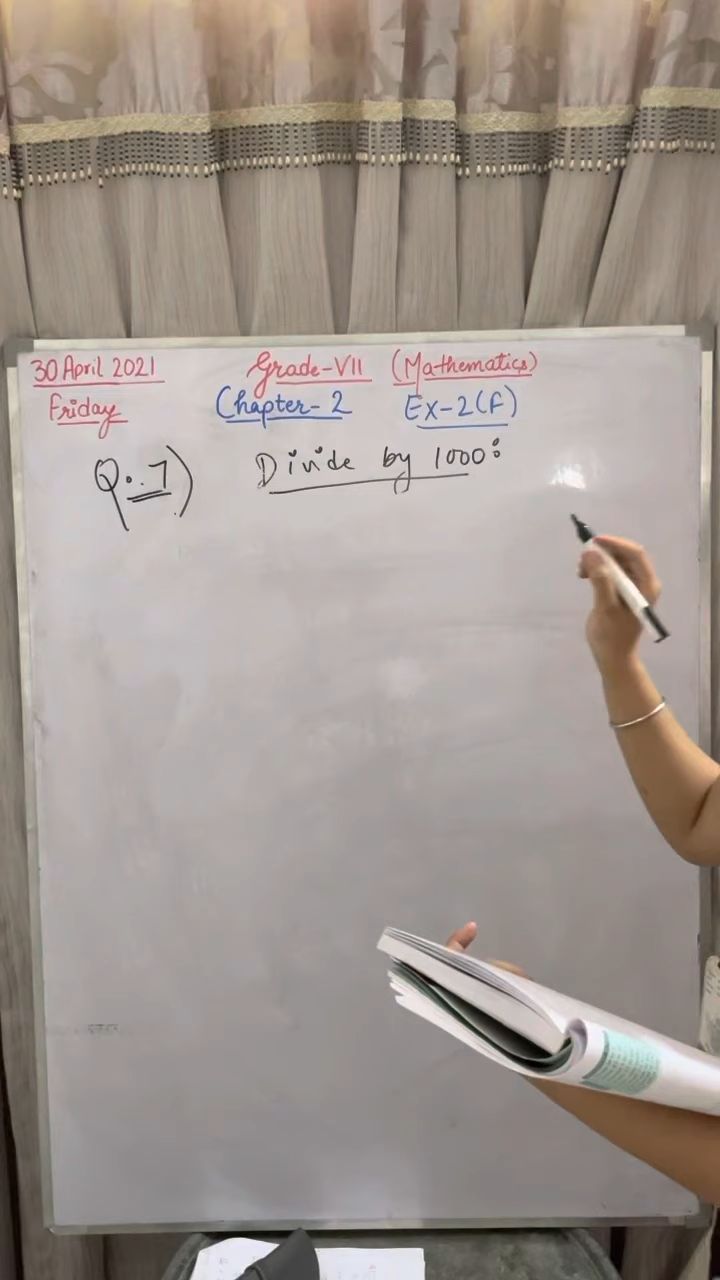 30 April 2021 Grade-VII (Mathematics)
Friday Chapter-2 Ex-2(F)
Q.7) Divide by 1000: